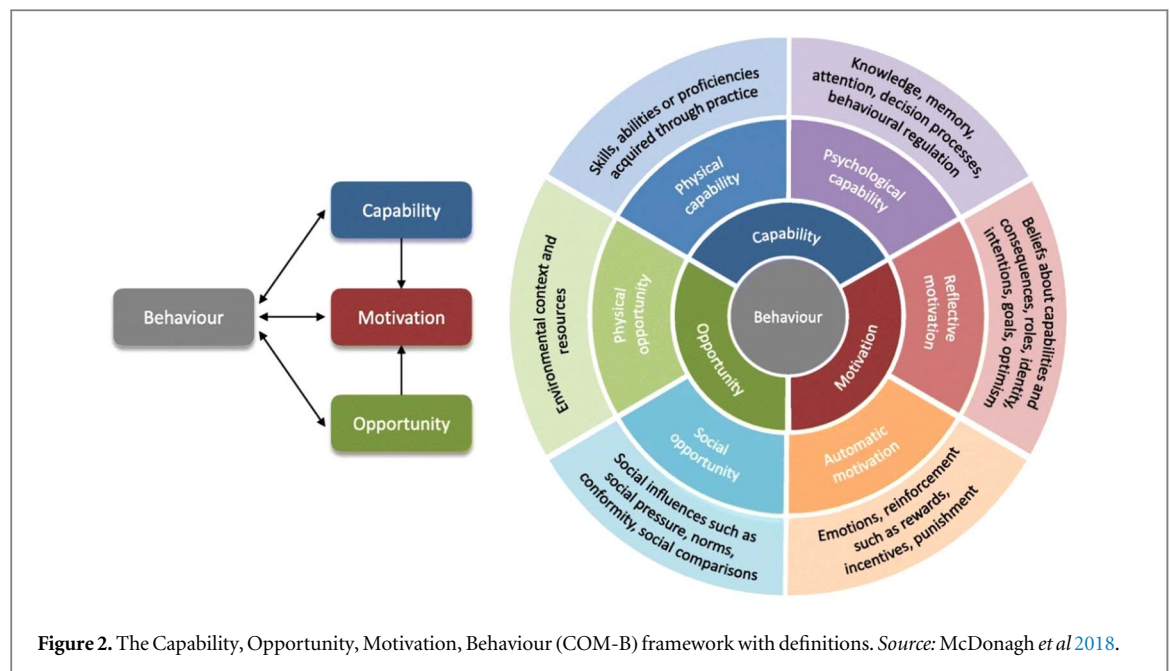 Capability
Behaviour
Motivation
Opportunity
Skills, abilities or proficiencies
acquired through practice
Knowledge, memory,
attention, decision processes,
behavioural regulation
Physical
capability
Psychological
capability
Capability
Environmental context and
resources
Physical
opportunity
Opportunity
Behaviour
Motivation
Reflective
motivation
Beliefs about capabilities and
consequences, roles, identity,
intentions, goals, optimism
Social
opportunity
Automatic
motivation
Social influences such as
social pressure, norms,
conformity, social comparisons
Emotions, reinforcement
such as rewards,
incentives, punishment
Figure 2. The Capability, Opportunity, Motivation, Behaviour (COM-B) framework with definitions. Source: McDonagh et al 2018.